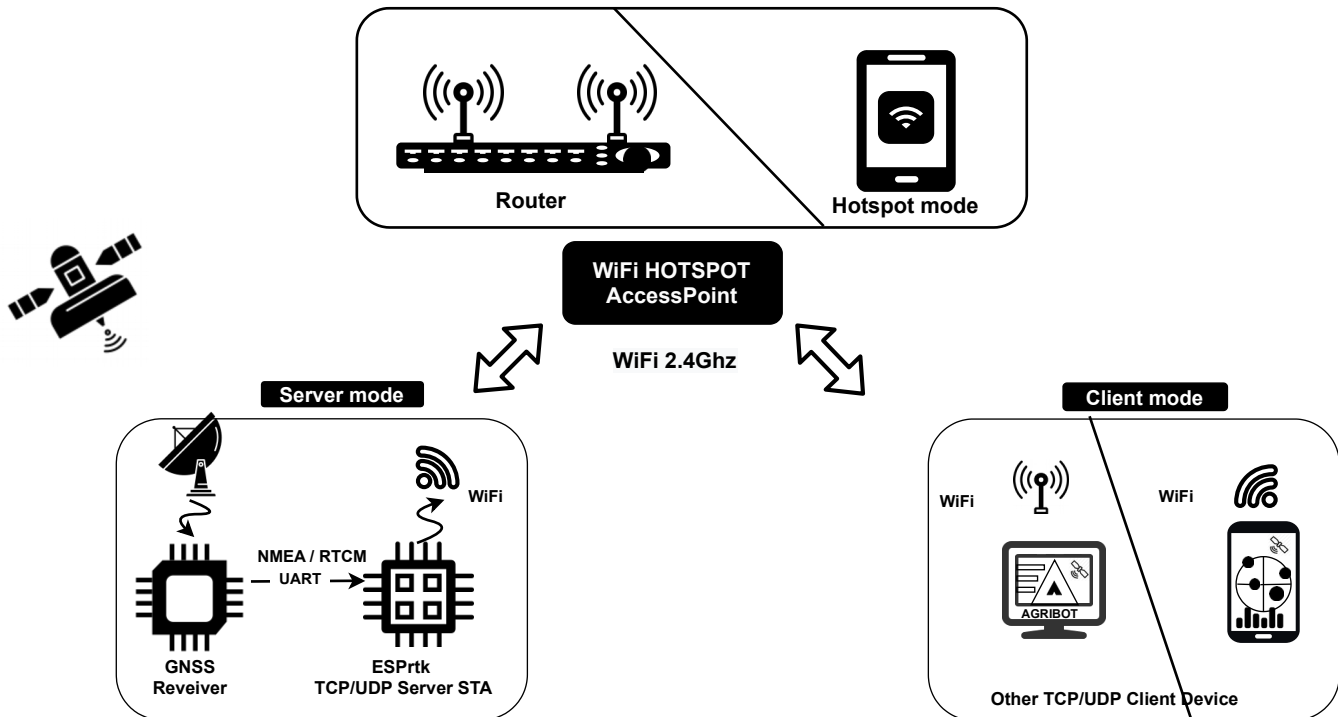 Router
Hotspot mode
WiFi HOTSPOT
AccessPoint
WiFi 2.4Ghz
Server mode
WiFi
NMEA / RTCM
UART
GNSS
Reveiver
ESPrtk
TCP/UDP Server STA
Client mode
WiFi
WiFi
AGRIBOT
Other TCP/UDP Client Device